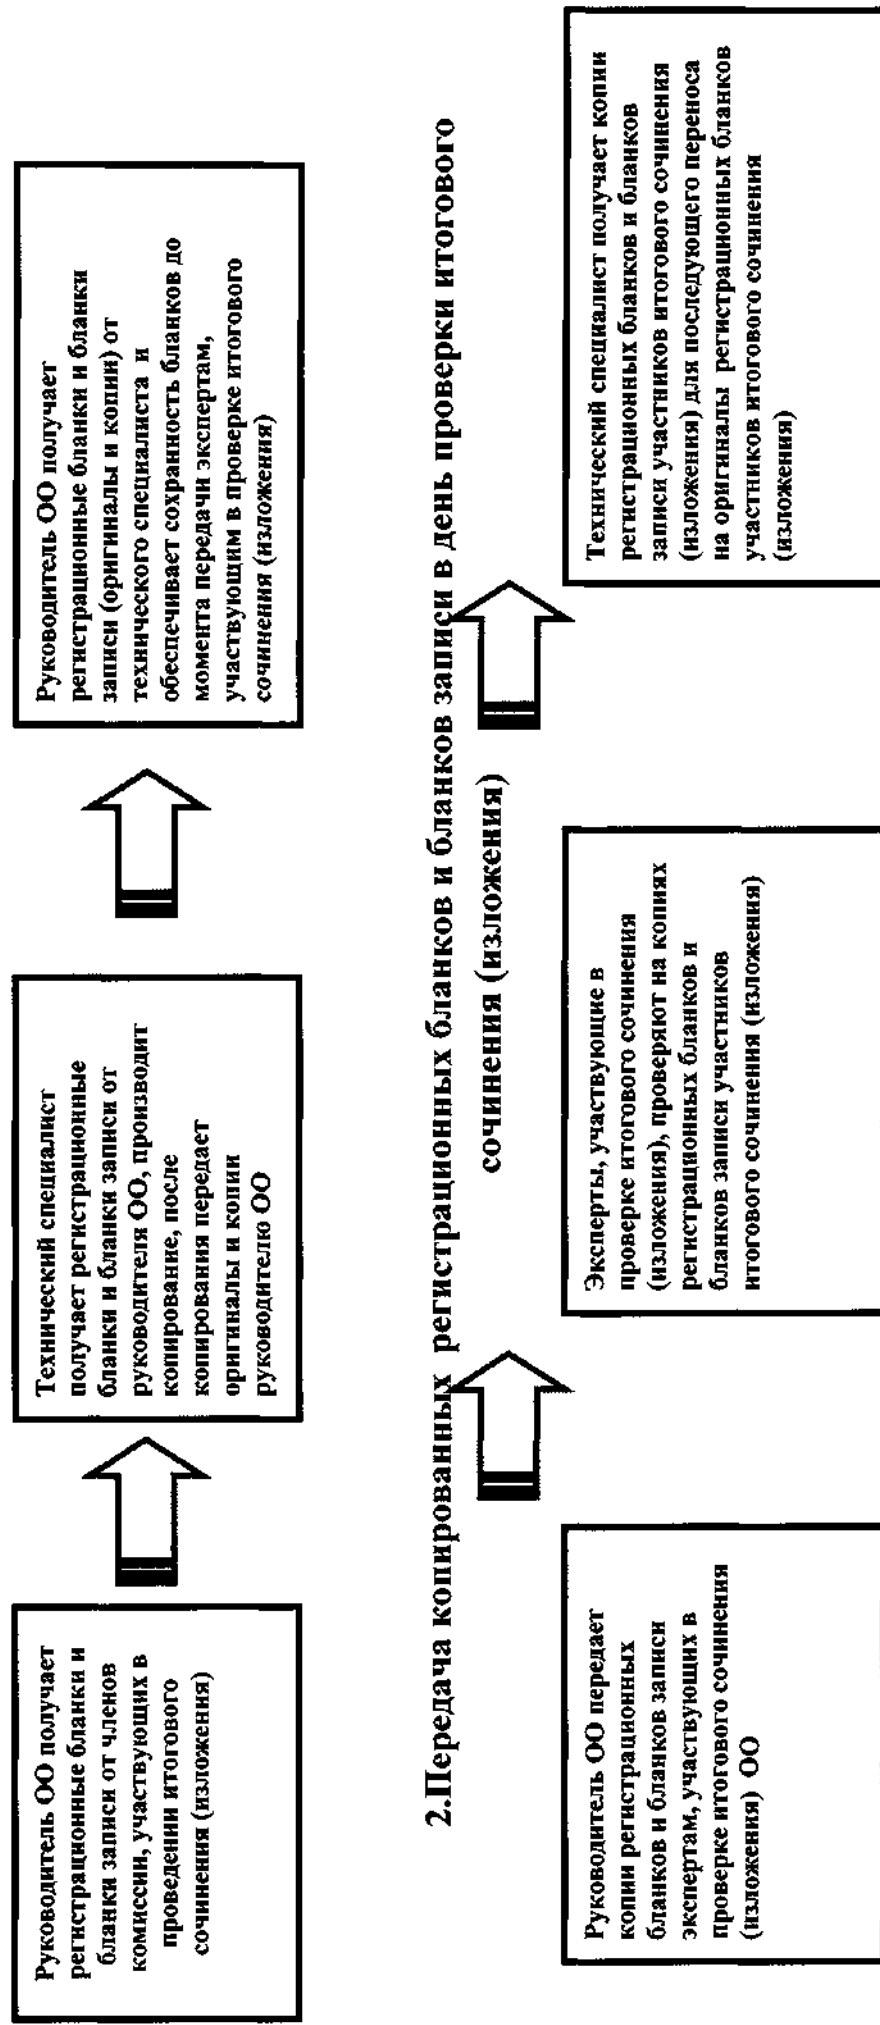 Руководитель ОО получает
регистрационные бланки и
бланки записи от членов
комиссии, участвующих в
проведении итогового
сочинения (изложения)
Технический специалист
получает регистрационные
бланки и бланки записи от
руководителя ОО, производит
копирование, после
копирования передает
оригиналы и копии
руководителю ОО
Руководитель ОО получает
регистрационные бланки и бланки
записи (оригиналы и копии) от
технического специалиста и
обеспечивает сохранность бланков до
момента передачи экспертам,
участвующим в проверке итогового
сочинения (изложения)
2.Передача копированных регистрационных бланков и бланков записи в день проверки итогового
сочинения (изложения)
Руководитель ОО передает
копии регистрационных
бланков и бланков записи
экспертам, участвующих в
проверке итогового сочинения
(изложения) ОО
Эксперты, участвующие в
проверке итогового сочинения
(изложения), проверяют на копиях
регистрационных бланков и
бланков записи участников
итогового сочинения (изложения)
Технический специалист получает копии
регистрационных бланков и бланков
записи участников итогового сочинения
(изложения) для последующего переноса
на оригиналы регистрационных бланков
участников итогового сочинения
(изложения)